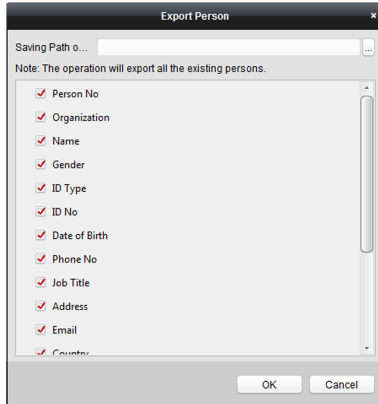 Export Person
Saving Path o...
...
Note: The operation will export all the existing persons.
Person No
Organization
Name
Gender
ID Type
ID No
Date of Birth
Phone No
Job Title
Address
Email
Country
OK Cancel